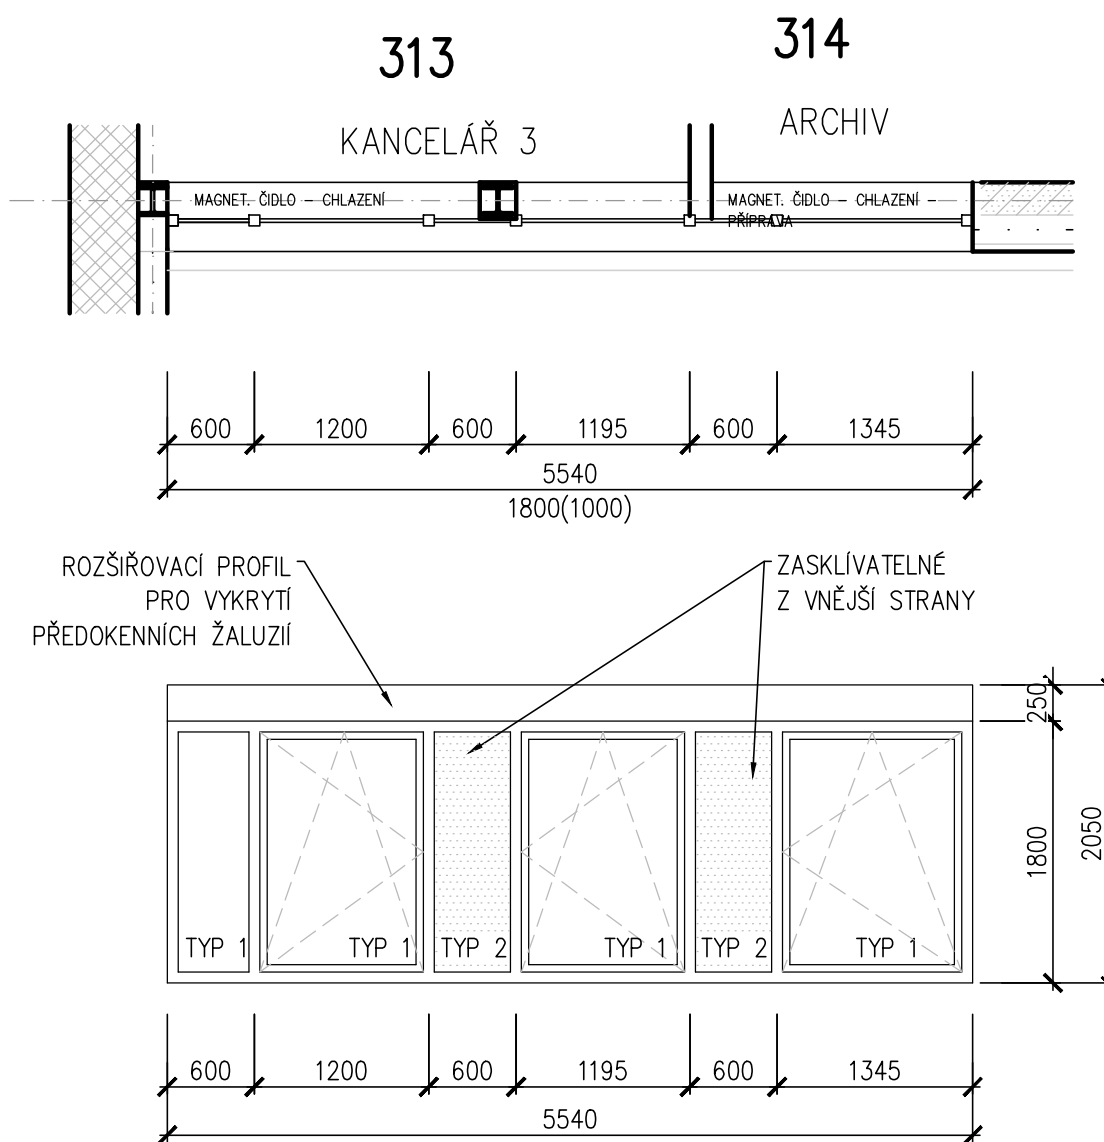 313
314
KANCELÁŘ 3
ARCHIV
MAGNET. ČIDLO - CHLAZENÍ
MAGNET. ČIDLO - CHLAZENÍ -
PŘÍPRAVA
600 1200 600 1195 600 1345
5540
1800(1000)
ROZŠIŘOVACÍ PROFIL
PRO VYKRYTÍ
PŘEDOKENNÍCH ŽALUZIÍ
ZASKLÍVATELNÉ
Z VNĚJŠÍ STRANY
250
1800
2050
TYP 1 TYP 1 TYP 2 TYP 1 TYP 2 TYP 1
600 1200 600 1195 600 1345
5540